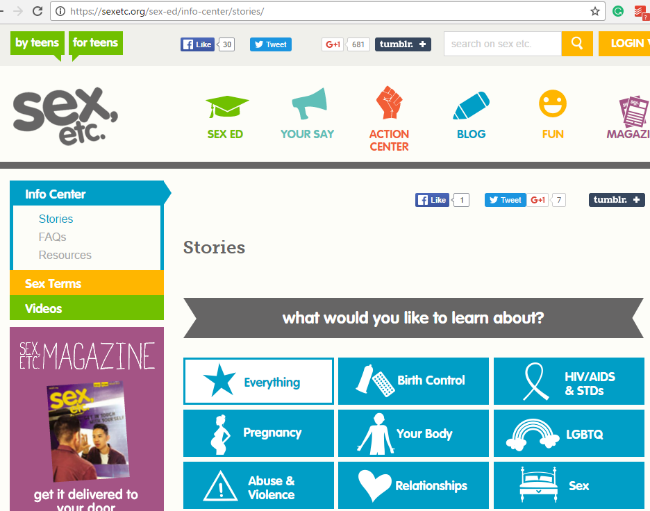 https://sexetc.org/sex-ed/info-center/stories/
by teens
for teens
Like 30
Tweet
G+1 681
tumblr. +
search on sex etc
LOGIN
sex,
etc.
SEX ED
YOUR SAY
ACTION
CENTER
BLOG
FUN
MAGAZI
Info Center
Stories
FAQs
Resources
Sex Terms
Videos
SEX,
ETC. MAGAZINE
sex,
etc.
get it delivered to
your door
Like 1
Tweet
G+1 7
tumblr. +
Stories
what would you like to learn about?
Everything
Birth Control
HIV/AIDS
& STDs
Pregnancy
Your Body
LGBTQ
Abuse &
Violence
Relationships
Sex